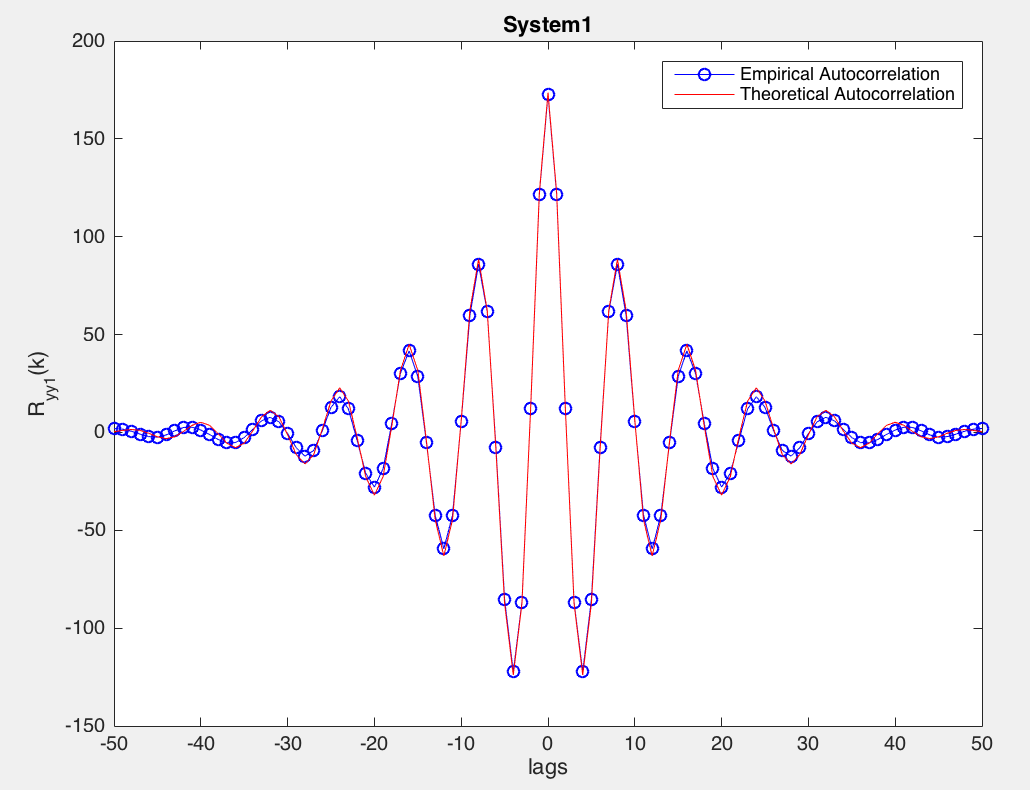 System1
Empirical Autocorrelation
Theoretical Autocorrelation
200
150
100
50
0
-50
-100
-150
R_yy1(k)
-50 -40 -30 -20 -10 0 10 20 30 40 50
lags